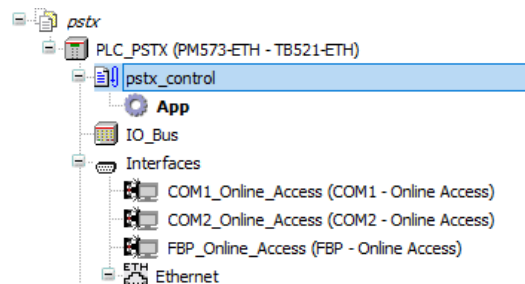 pstx
PLC_PSTX (PM573-ETH - TB521-ETH)
pstx_control
App
IO_Bus
Interfaces
COM1_Online_Access (COM1 - Online Access)
COM2_Online_Access (COM2 - Online Access)
FBP_Online_Access (FBP - Online Access)
ETH Ethernet